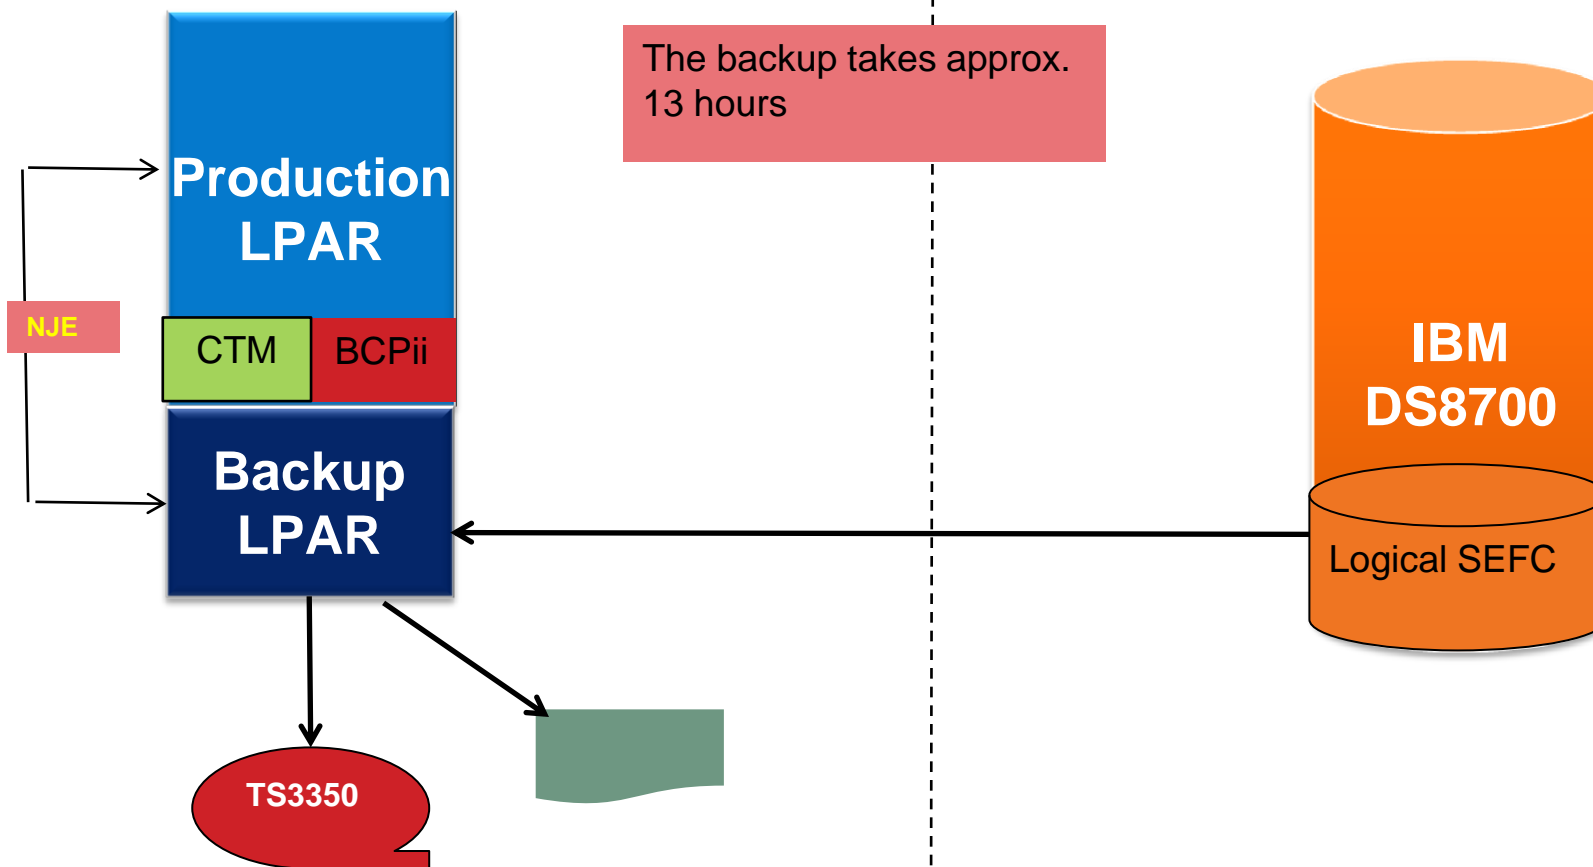 The backup takes approx.
13 hours
Production
LPAR
NJE
CTM
BCPii
IBM
DS8700
Backup
LPAR
Logical SEFC
TS3350